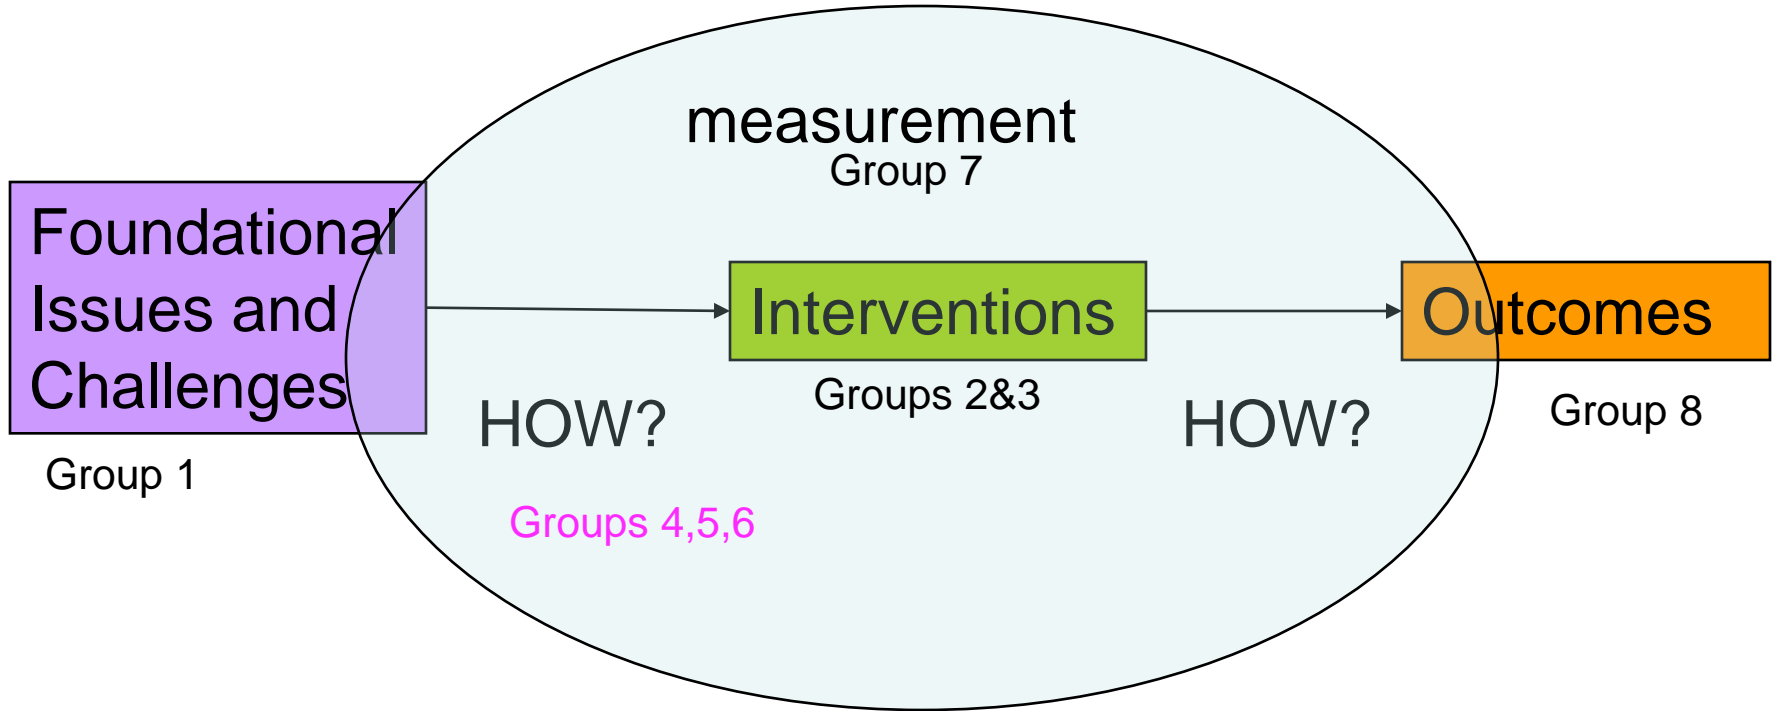 measurement
Group 7
Foundational
Issues and
Challenges
Group 1
HOW?
Groups 4,5,6
Interventions
Groups 2&3
HOW?
Outcomes
Group 8